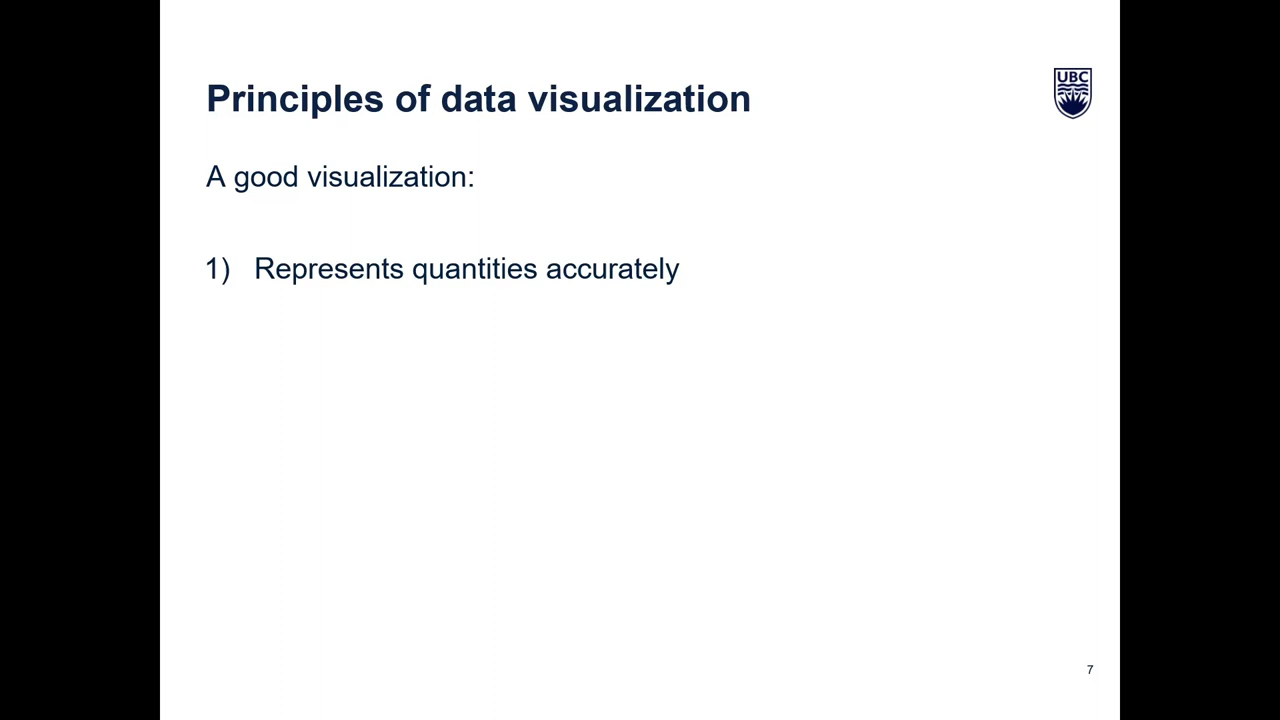 Principles of data visualization
UBC
A good visualization:
1) Represents quantities accurately
7